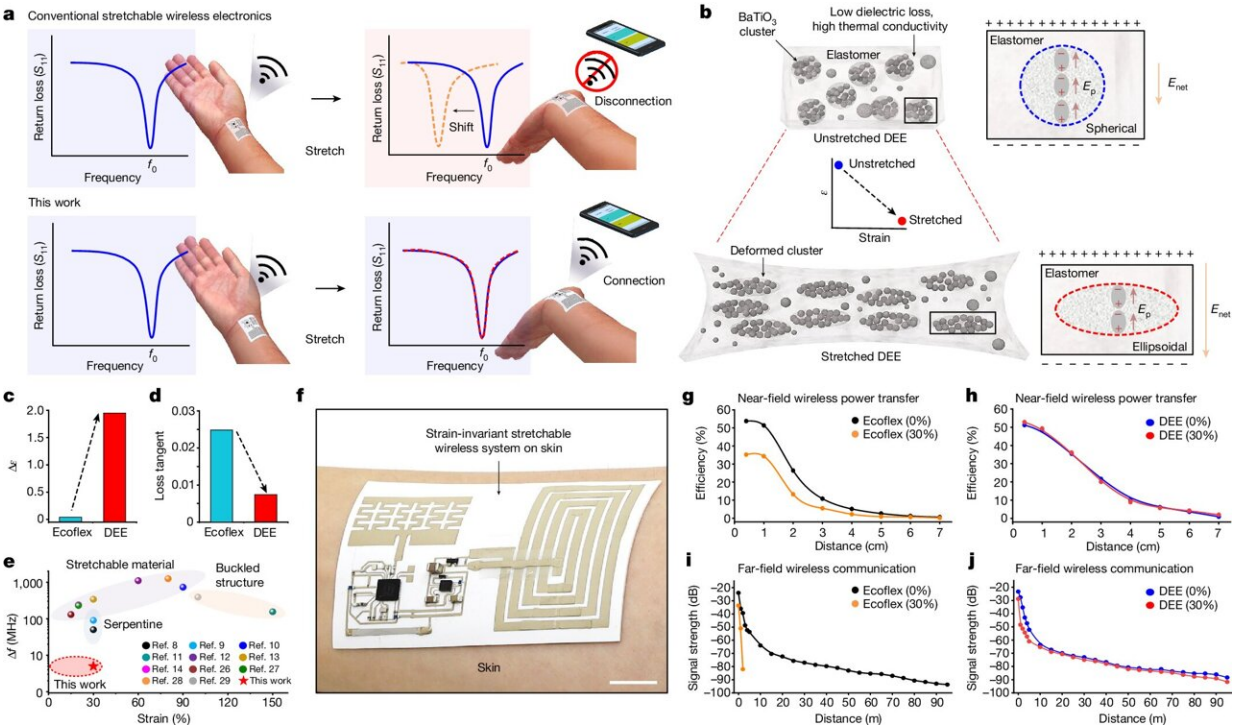 a
Conventional stretchable wireless electronics
Return loss (S11)
f0
Frequency
Stretch
Return loss (S11)
Shift
f0
Frequency
Disconnection
This work
Return loss (S11)
f0
Frequency
Stretch
Return loss (S11)
f0
Frequency
Connection
b
BaTiO3
cluster
Low dielectric loss,
high thermal conductivity
Elastomer
Unstretched DEE
Elastomer
Ep
Enet
Spherical
Unstretched
ε
Stretched
Strain
Deformed cluster
Stretched DEE
Elastomer
Ep
Enet
Ellipsoidal
c
Δε
2.0
1.5
1.0
0.5
0
Ecoflex DEE
d
Loss tangent
0.03
0.02
0.01
0
Ecoflex DEE
e
Δf (MHz)
1,000
100
10
5
0
Stretchable material
Buckled
structure
Serpentine
This work
Ref. 8 Ref. 9 Ref. 10
Ref. 11 Ref. 12 Ref. 13
Ref. 14 Ref. 26 Ref. 27
Ref. 28 Ref. 29 This work
0 30 60 90 120 150
Strain (%)
f
Strain-invariant stretchable
wireless system on skin
Skin
g
Near-field wireless power transfer
Efficiency (%)
60
50
40
30
20
10
0
Ecoflex (0%)
Ecoflex (30%)
0 1 2 3 4 5 6 7
Distance (cm)
h
Near-field wireless power transfer
Efficiency (%)
60
50
40
30
20
10
0
DEE (0%)
DEE (30%)
0 1 2 3 4 5 6 7
Distance (cm)
i
Far-field wireless communication
Signal strength (dB)
−20
−30
−40
−50
−60
−70
−80
−90
−100
Ecoflex (0%)
Ecoflex (30%)
0 10 20 30 40 50 60 70 80 90
Distance (m)
j
Far-field wireless communication
Signal strength (dB)
−20
−30
−40
−50
−60
−70
−80
−90
−100
DEE (0%)
DEE (30%)
0 10 20 30 40 50 60 70 80 90
Distance (m)